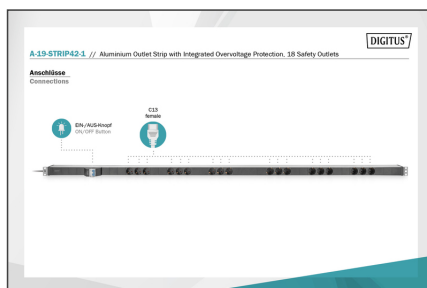 DIGITUS®
A-19-STRIP42-1 // Aluminium Outlet Strip with Integrated Overvoltage Protection, 18 Safety Outlets
Anschlüsse
Connections
C13
female
EIN-/AUS-Knopf
ON/OFF Button